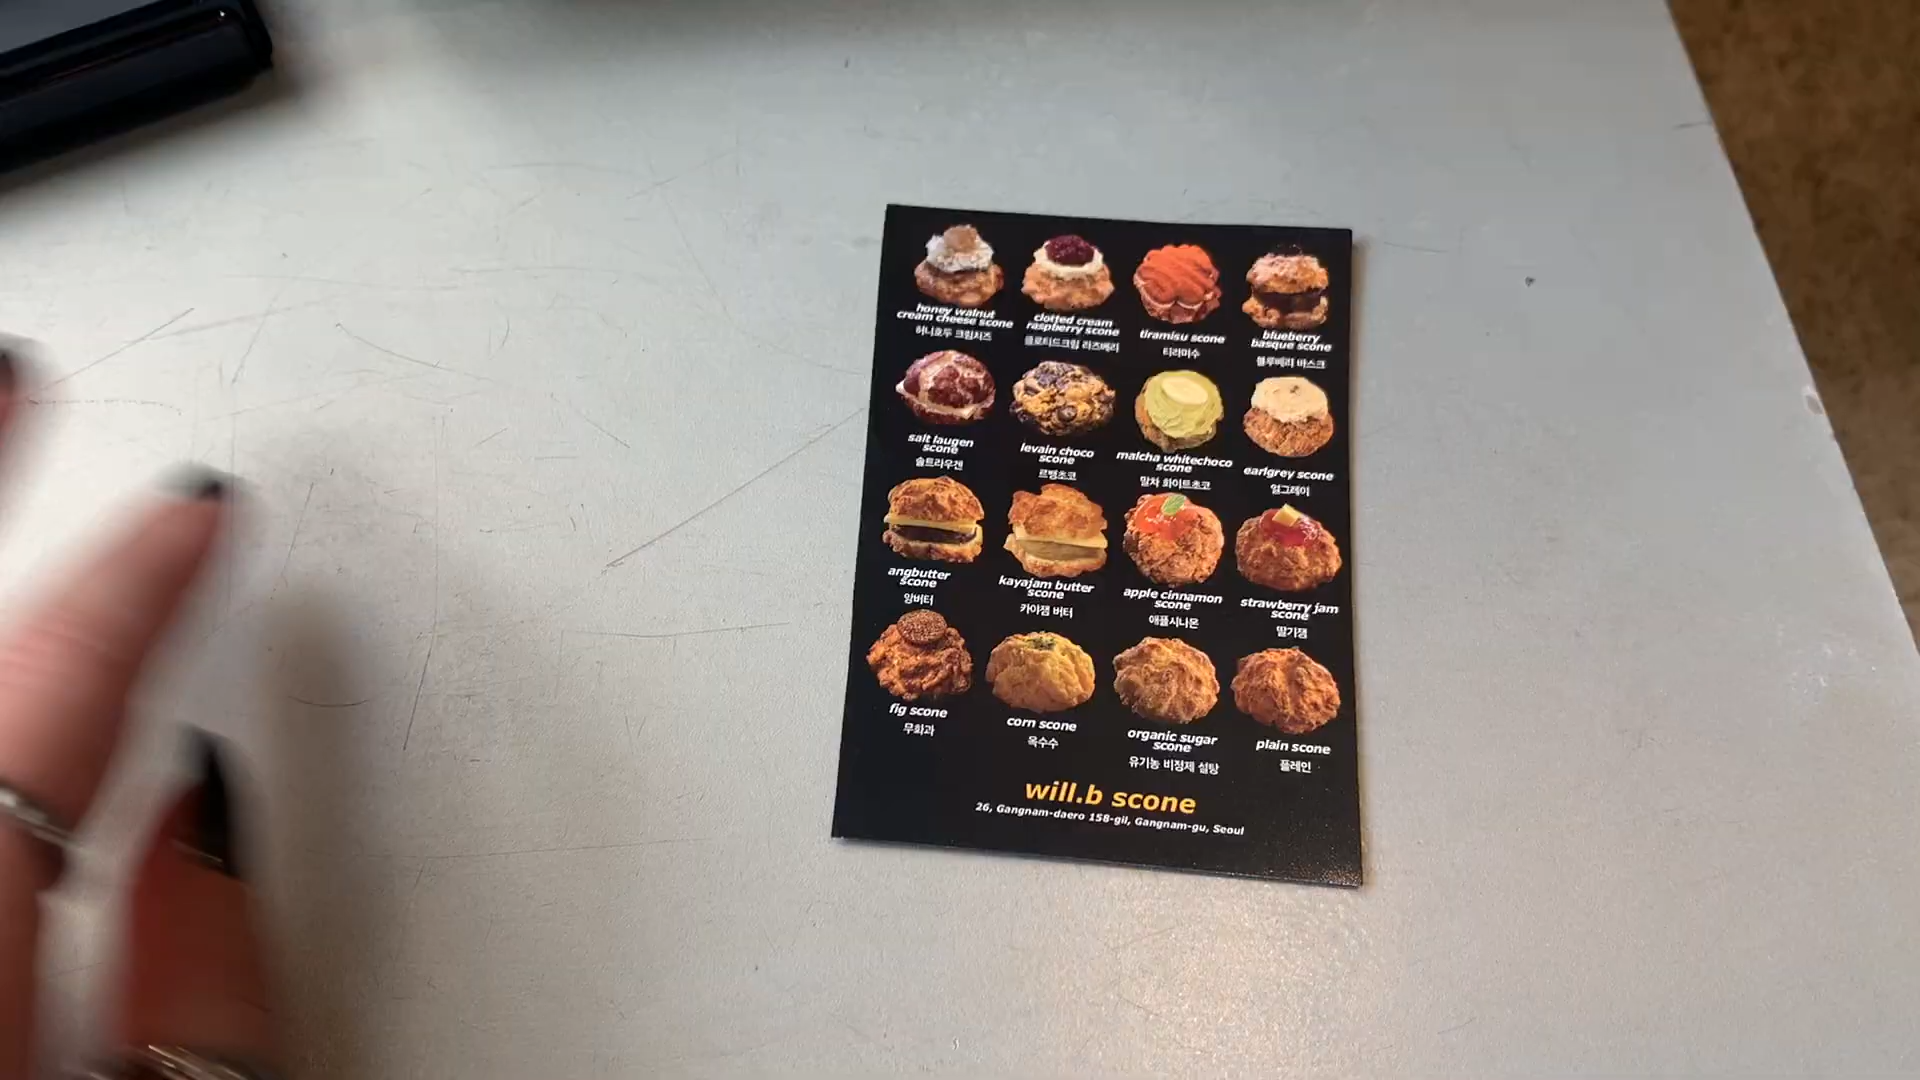 honey walnut
cream cheese scone
허니호두 크림치즈
clotted cream
raspberry scone
클로티드크림 라즈베리
tiramisu scone
티라미수
blueberry
basque scone
블루베리 바스크
salt laugen
scone
솔트라우겐
levain choco
scone
르뱅초코
matcha whitechoco
scone
말차 화이트초코
earlgrey scone
얼그레이
angbutter
scone
앙버터
kayajam butter
scone
카야잼 버터
apple cinnamon
scone
애플시나몬
strawberry jam
scone
딸기잼
fig scone
무화과
corn scone
옥수수
organic sugar
scone
유기농 비정제 설탕
plain scone
플레인
will.b scone
26, Gangnam-daero 158-gil, Gangnam-gu, Seoul